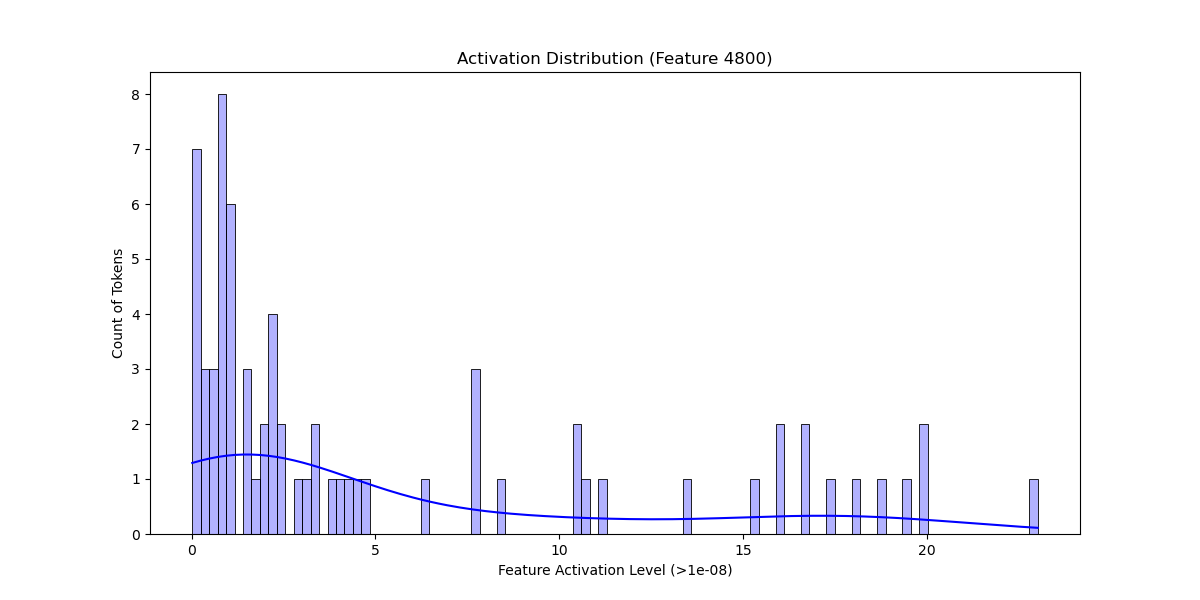 Activation Distribution (Feature 4800)
8
7
6
5
4
3
2
1
0
Count of Tokens
0 5 10 15 20
Feature Activation Level (>1e-08)